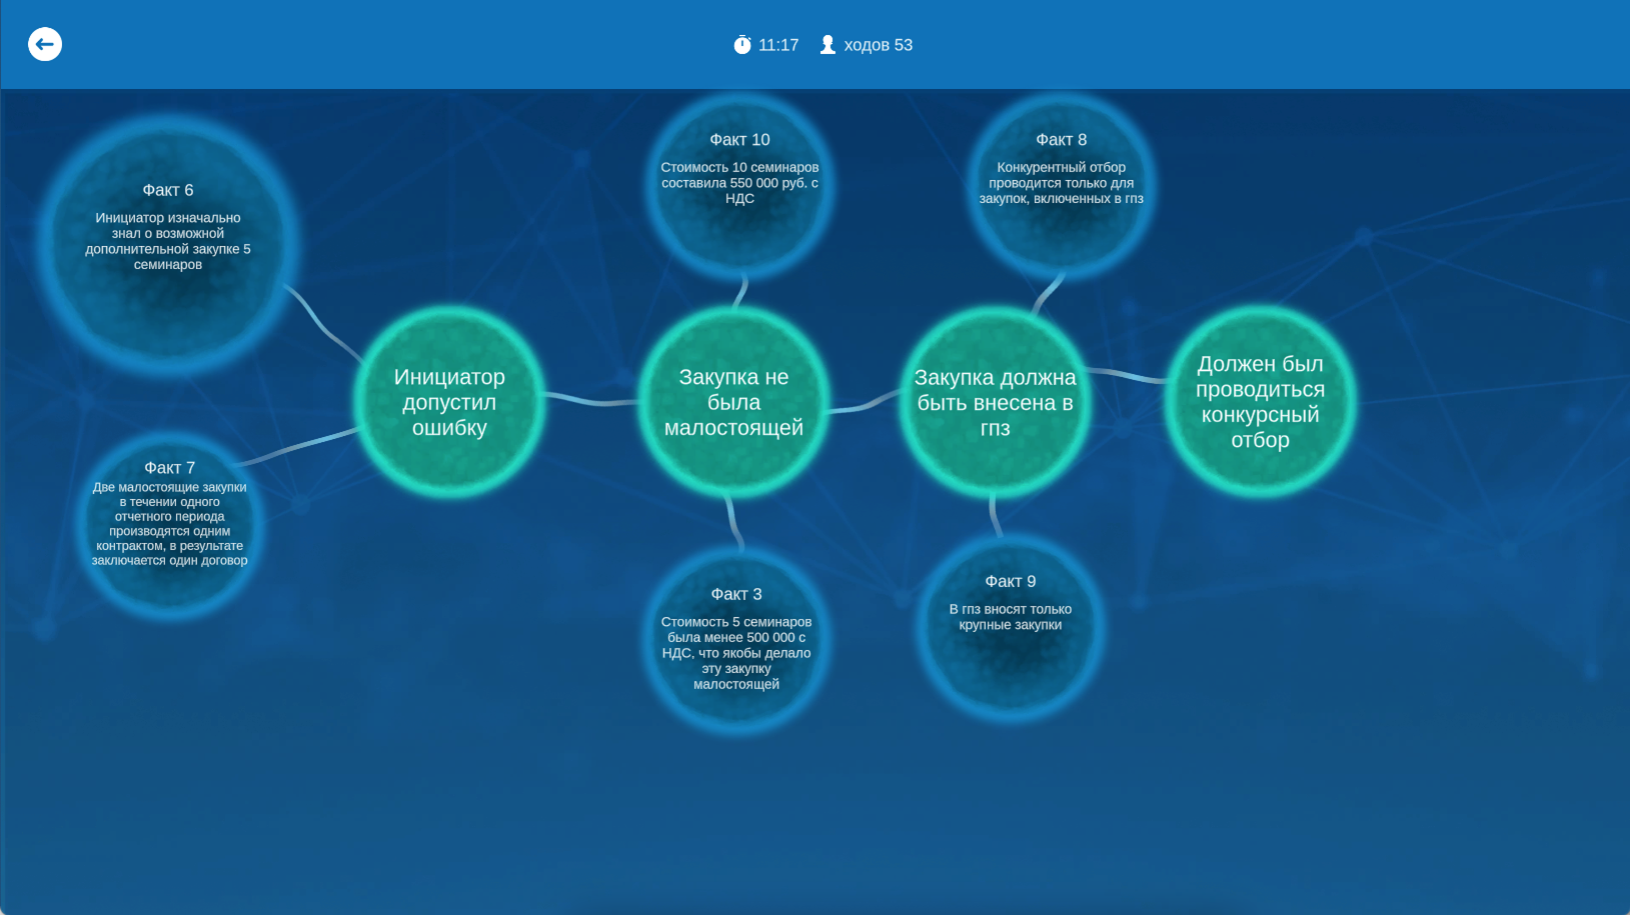 11:17
ходов 53
Факт 6
Инициатор изначально
знал о возможной
дополнительной закупке 5
семинаров
Факт 10
Стоимость 10 семинаров
составила 550 000 руб. с
НДС
Факт 8
Конкурентный отбор
проводится только для
закупок, включенных в гпз
Инициатор
допустил
ошибку
Закупка не
была
малостоящей
Закупка должна
быть внесена в
гпз
Должен был
проводиться
конкурсный
отбор
Факт 7
Две малостоящие закупки
в течении одного
отчетного периода
производятся одним
контрактом, в результате
заключается один договор
Факт 3
Стоимость 5 семинаров
была менее 500 000 с
НДС, что якобы делало
эту закупку
малостоящей
Факт 9
В гпз вносят только
крупные закупки